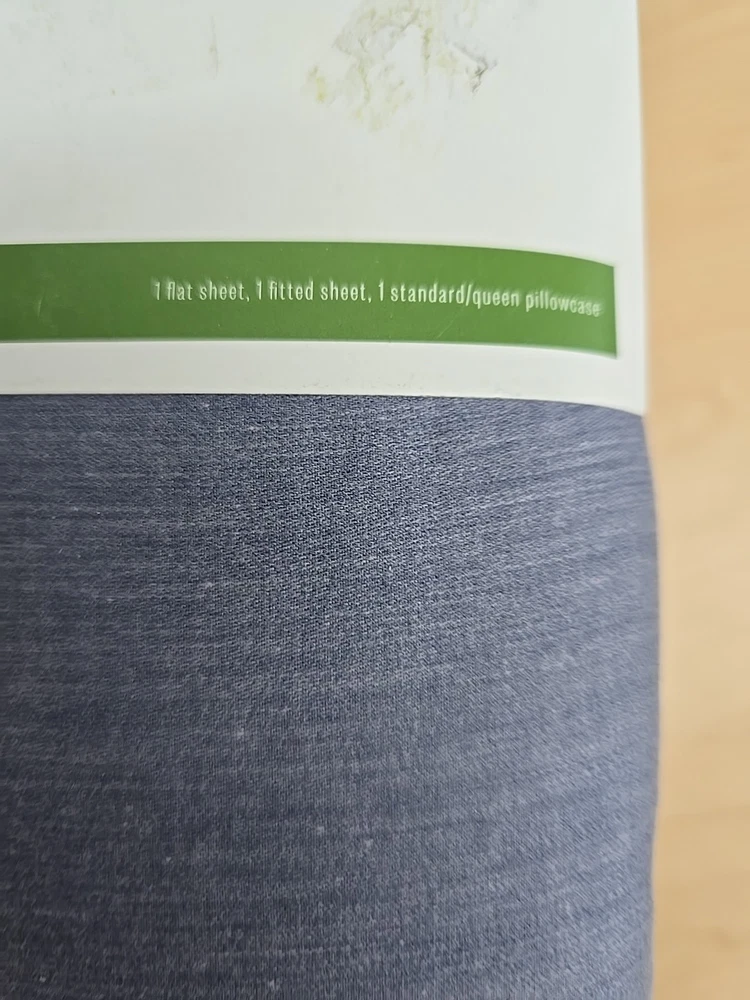 1 flat sheet, 1 fitted sheet, 1 standard/queen pillowcase